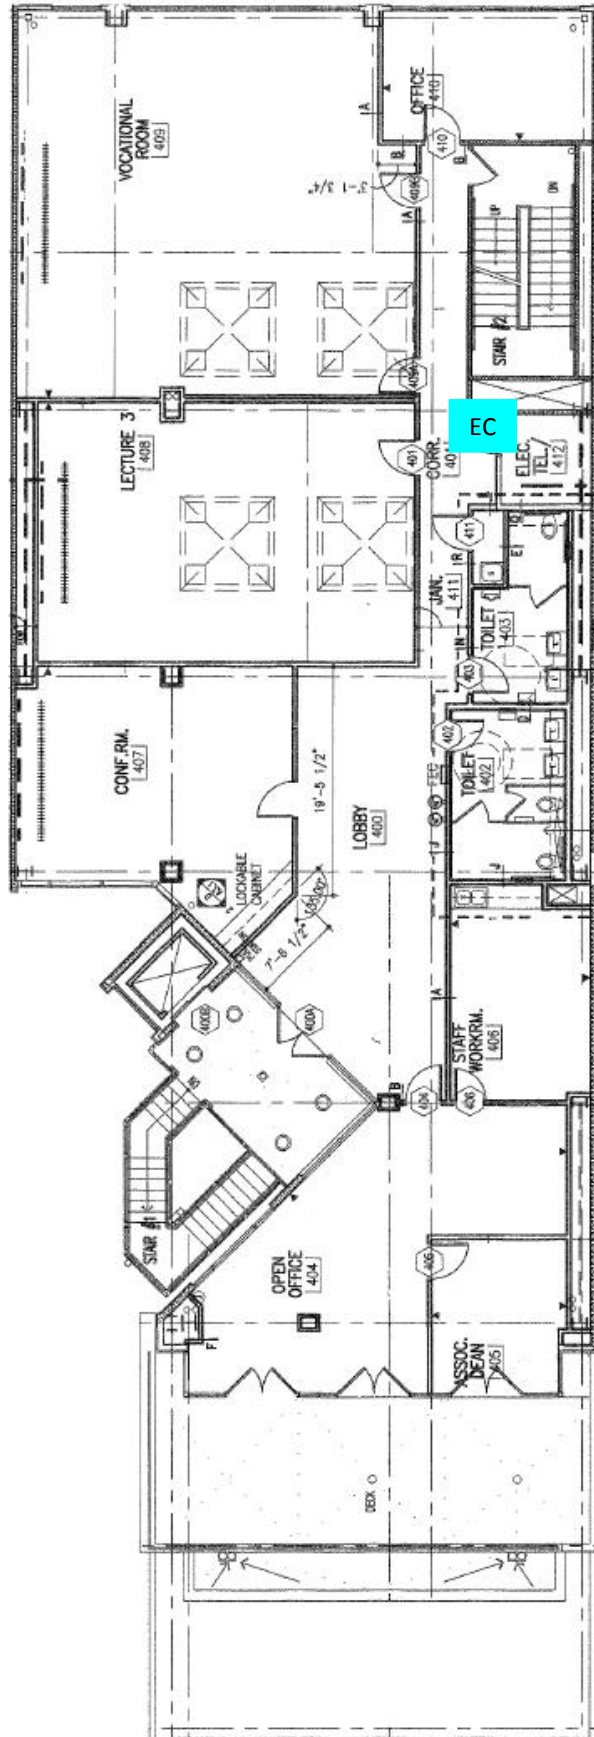 VOCATIONAL
ROOM
409
OFFICE
410
A
410
B
B
3'-1 3/4"
409B
A
UP
DN
STAIR #2
409A
LECTURE 3
408
EC
401
CORR.
ELEC.
TEL./
412
411
R
E
JAN.
411
TOILET
403
N
403
CONF.RM.
407
19'-5 1/2"
402
TOILET
402
LOBBY
400
LOCKABLE
CABINET
7'-8 1/2"
J
400B
400A
A
STAFF
WORKRM.
406
DN
B
406
STAIR #1
OPEN
OFFICE
404
F
ASSOC.
DEAN
405
DECK